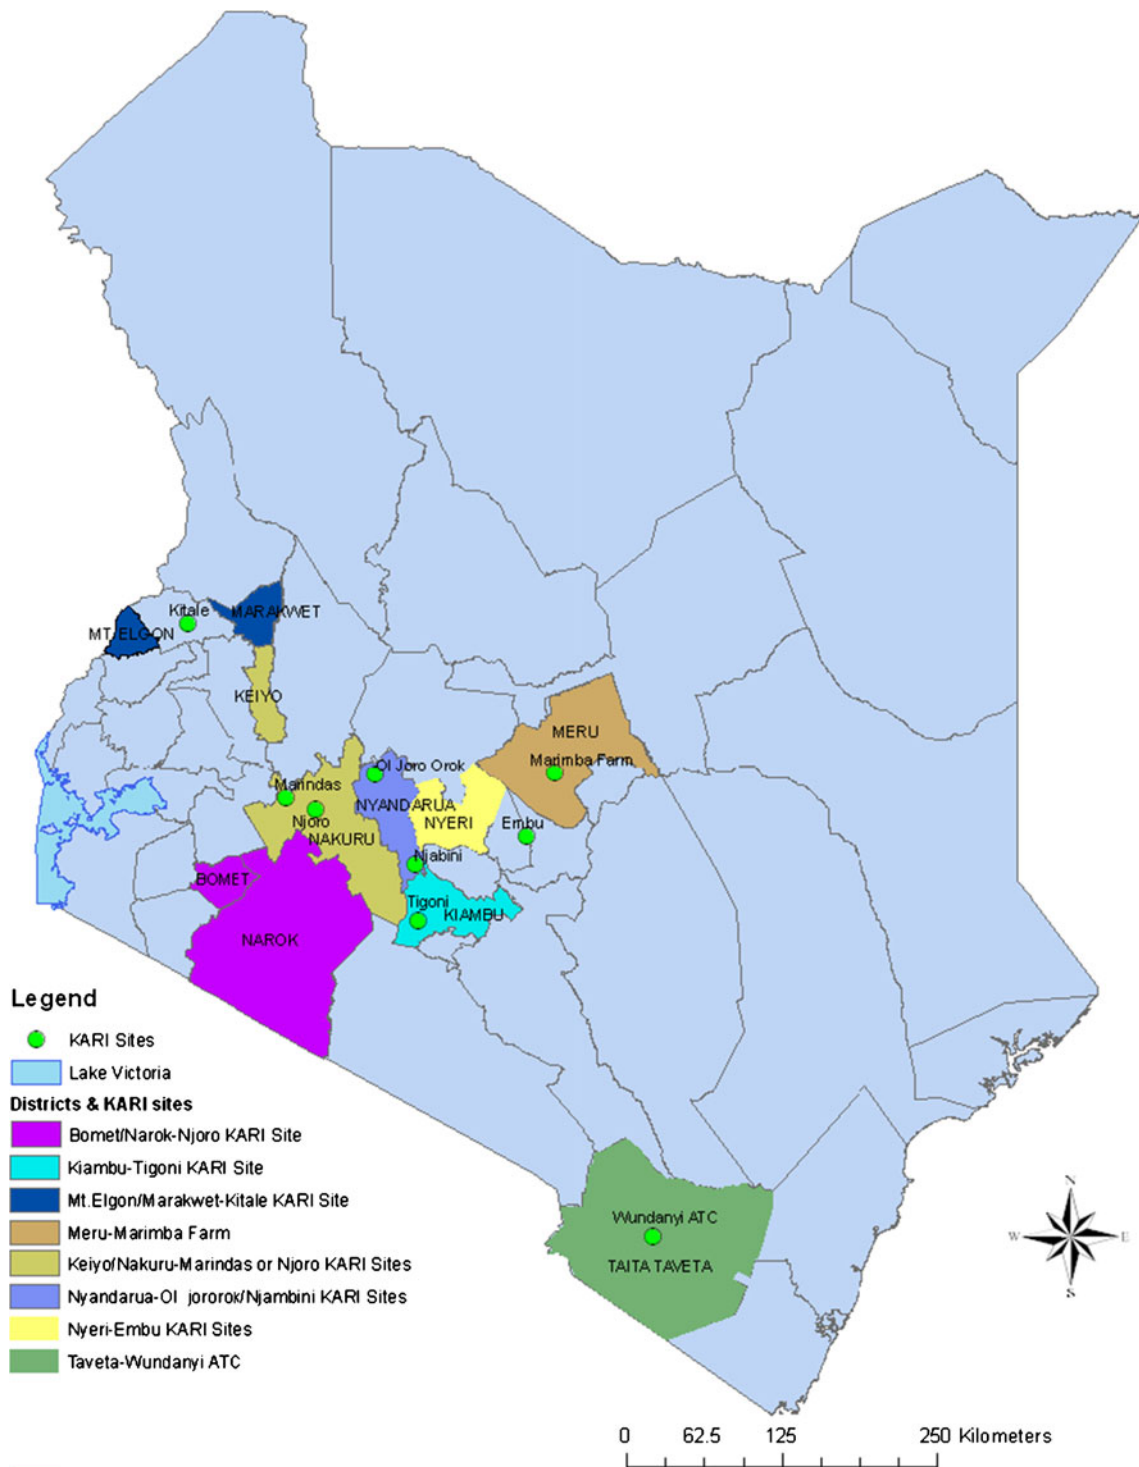 Kitale
MARAKWET
MT. ELGON
KEIYO
MERU
Marimba Farm
Ol Joro Orok
Marindas
NYANDARUA
Njoro
NYERI
Embu
NAKURU
Njabini
BOMET
Tigoni
KIAMBU
NAROK
Legend
KARI Sites
Lake Victoria
Districts & KARI sites
Bomet/Narok-Njoro KARI Site
Kiambu-Tigoni KARI Site
Mt.Elgon/Marakwet-Kitale KARI Site
Meru-Marimba Farm
Keiyo/Nakuru-Marindas or Njoro KARI Sites
Nyandarua-Ol jororok/Njambini KARI Sites
Nyeri-Embu KARI Sites
Taveta-Wundanyi ATC
Wundanyi ATC
TAITA TAVETA
N
W E
S
0 62.5 125 250 Kilometers